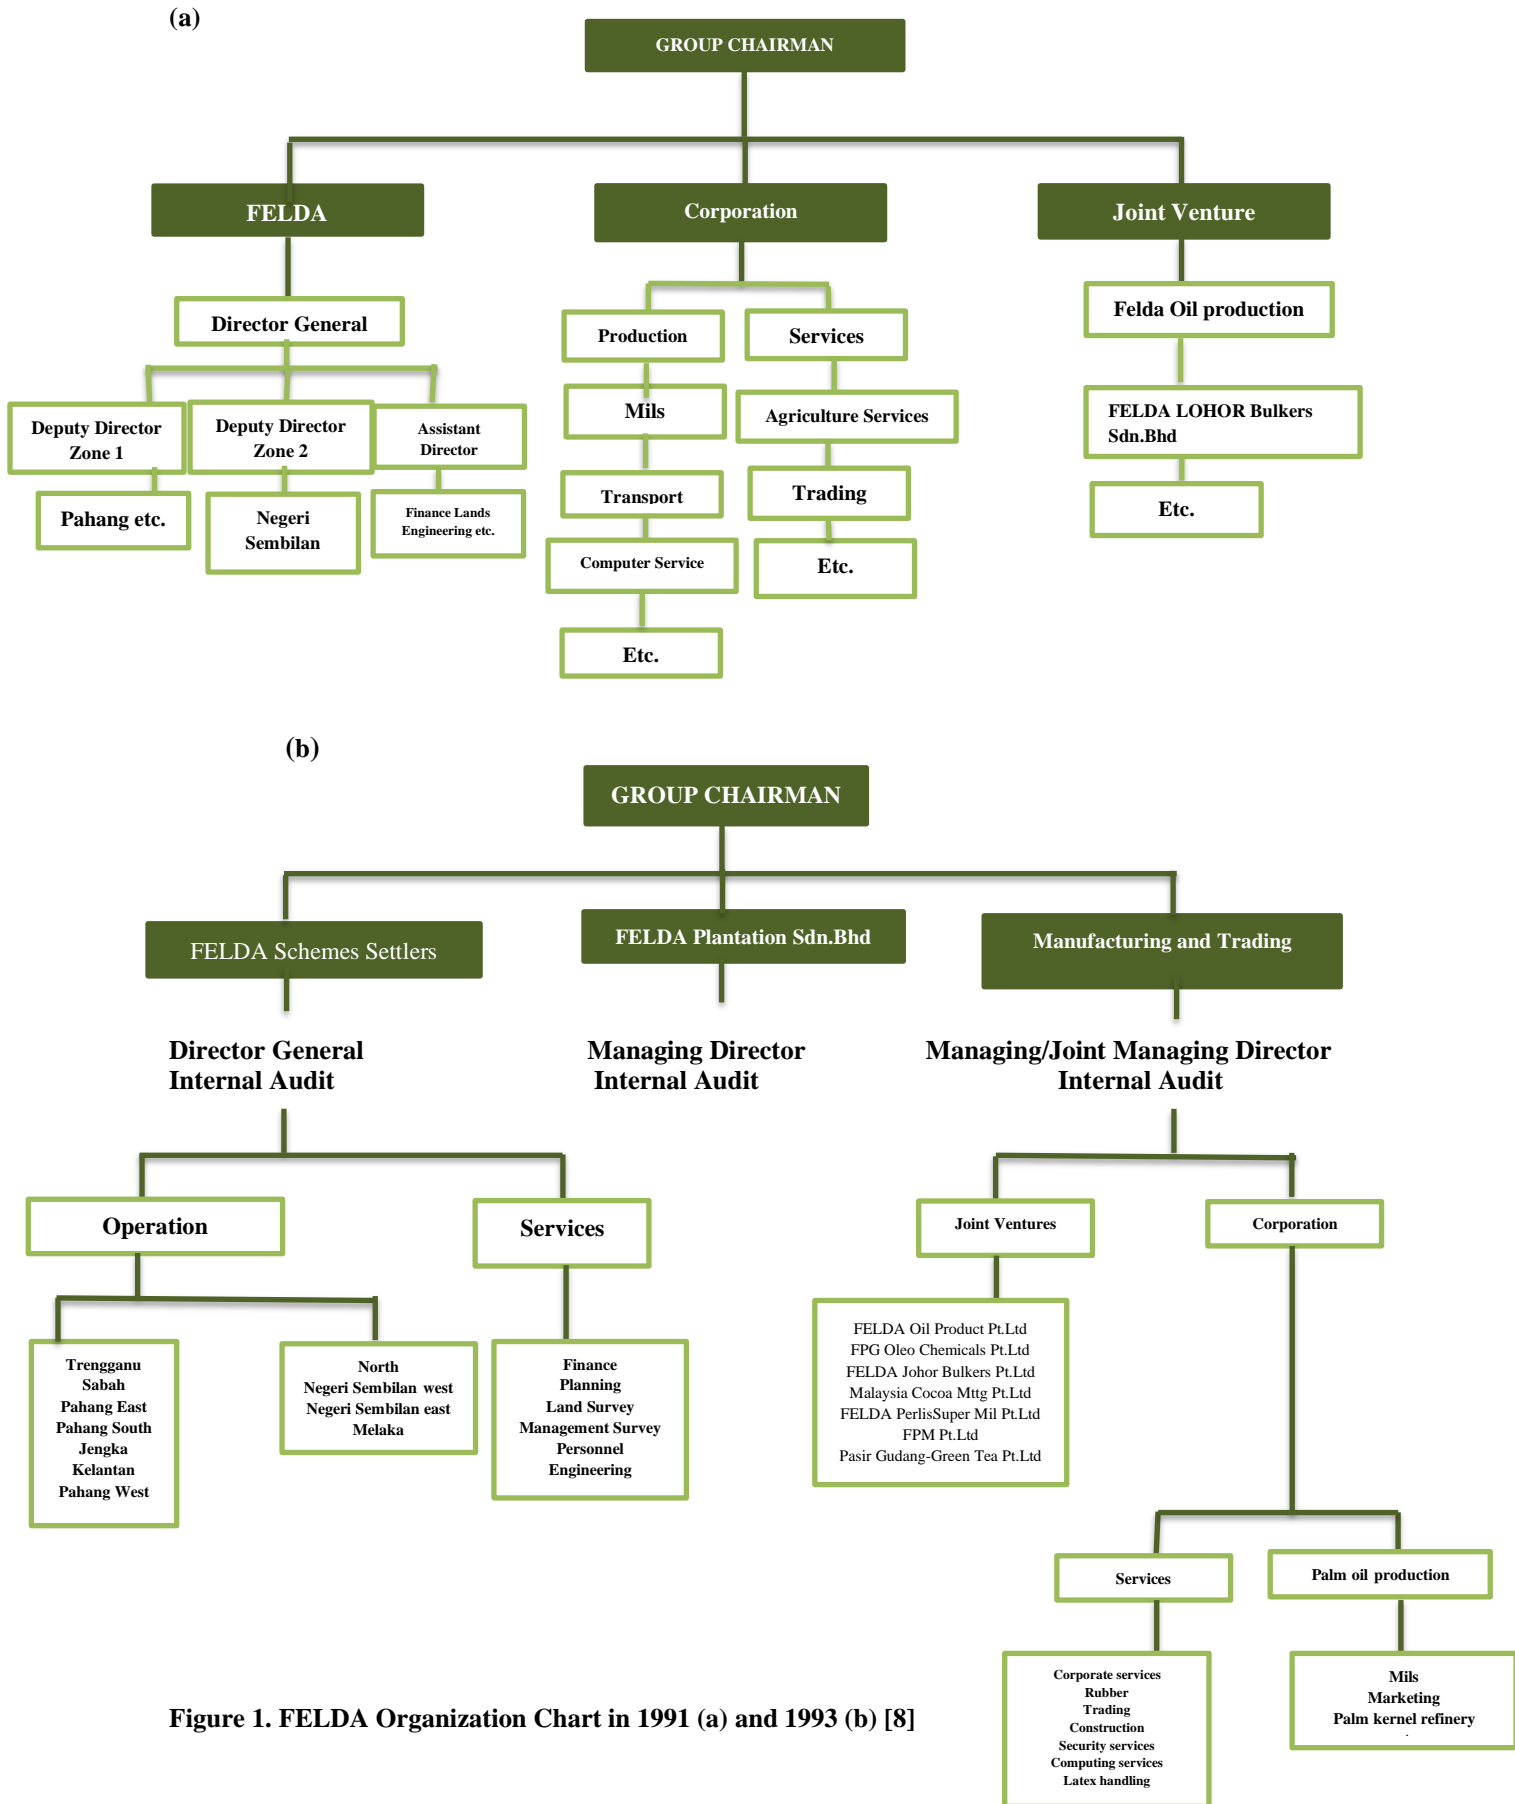 (a)
GROUP CHAIRMAN
FELDA
Corporation
Joint Venture
Director General
Production
Services
Felda Oil production
Deputy Director
Zone 1
Deputy Director
Zone 2
Assistant
Director
Mils
Agriculture Services
FELDA LOHOR Bulkers
Sdn.Bhd
Pahang etc.
Negeri
Sembilan
Finance Lands
Engineering etc.
Transport
Trading
Etc.
Computer Service
Etc.
Etc.
(b)
GROUP CHAIRMAN
FELDA Schemes Settlers
FELDA Plantation Sdn.Bhd
Manufacturing and Trading
Director General
Internal Audit
Managing Director
Internal Audit
Managing/Joint Managing Director
Internal Audit
Operation
Services
Joint Ventures
Corporation
Trengganu
Sabah
Pahang East
Pahang South
Jengka
Kelantan
Pahang West
North
Negeri Sembilan west
Negeri Sembilan east
Melaka
Finance
Planning
Land Survey
Management Survey
Personnel
Engineering
FELDA Oil Product Pt.Ltd
FPG Oleo Chemicals Pt.Ltd
FELDA Johor Bulkers Pt.Ltd
Malaysia Cocoa Mttg Pt.Ltd
FELDA PerlisSuper Mil Pt.Ltd
FPM Pt.Ltd
Pasir Gudang-Green Tea Pt.Ltd
Services
Palm oil production
Corporate services
Rubber
Trading
Construction
Security services
Computing services
Latex handling
Mils
Marketing
Palm kernel refinery
Figure 1. FELDA Organization Chart in 1991 (a) and 1993 (b) [8]